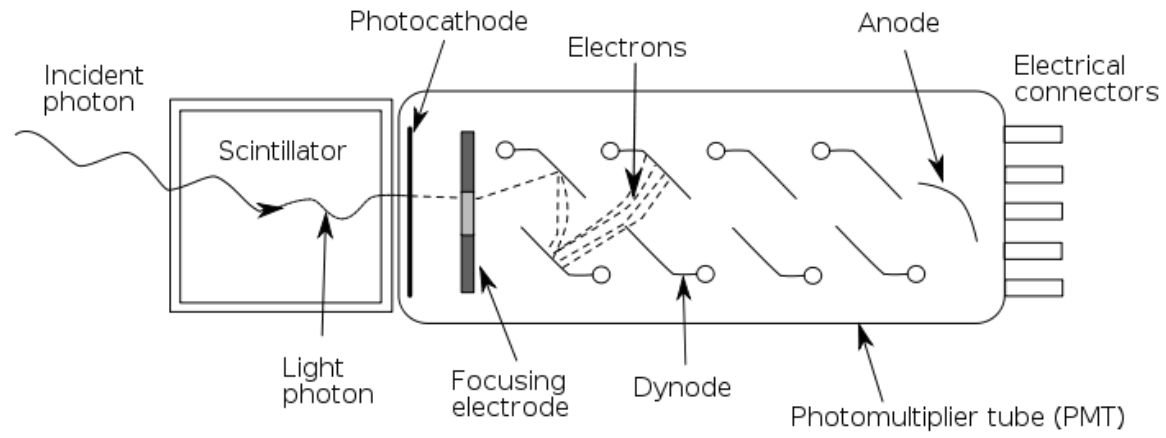 Photocathode
Anode
Electrons
Incident
photon
Electrical
connectors
Scintillator
Light
photon
Focusing
electrode
Dynode
Photomultiplier tube (PMT)